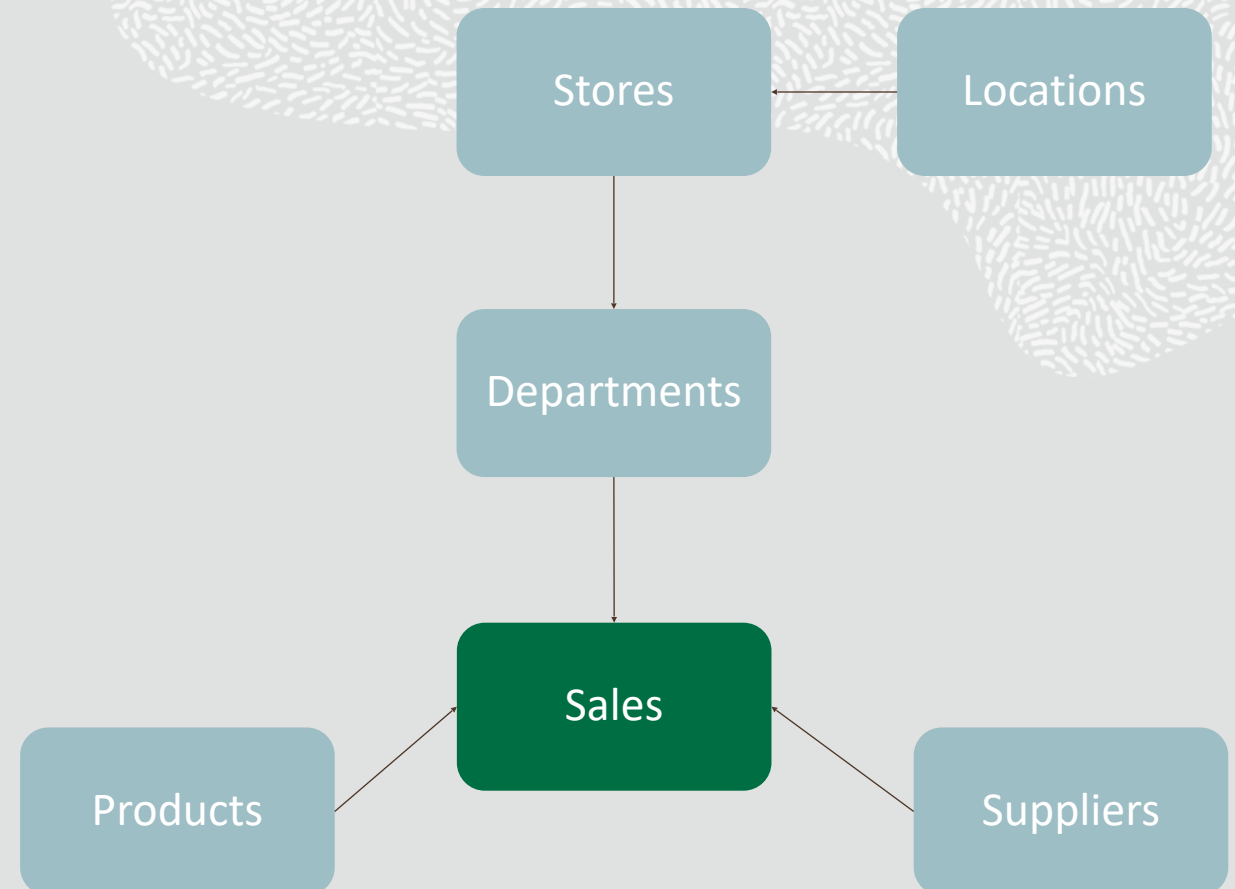 Stores
Locations
Departments
Sales
Products
Suppliers